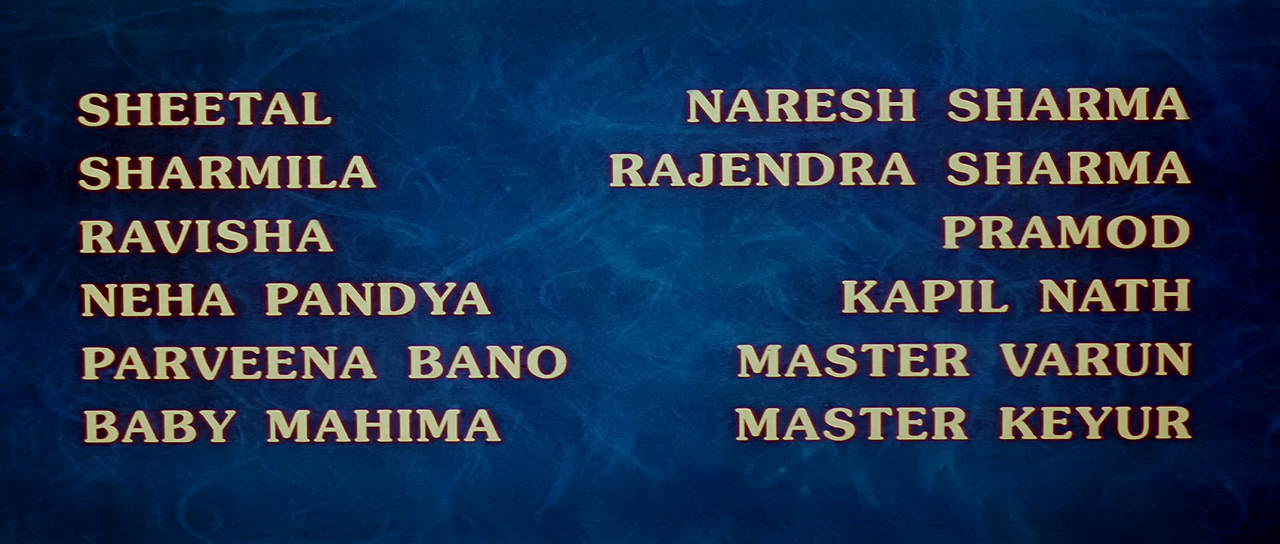 SHEETAL NARESH SHARMA
SHARMILA RAJENDRA SHARMA
RAVISHA PRAMOD
NEHA PANDYA KAPIL NATH
PARVEENA BANO MASTER VARUN
BABY MAHIMA MASTER KEYUR